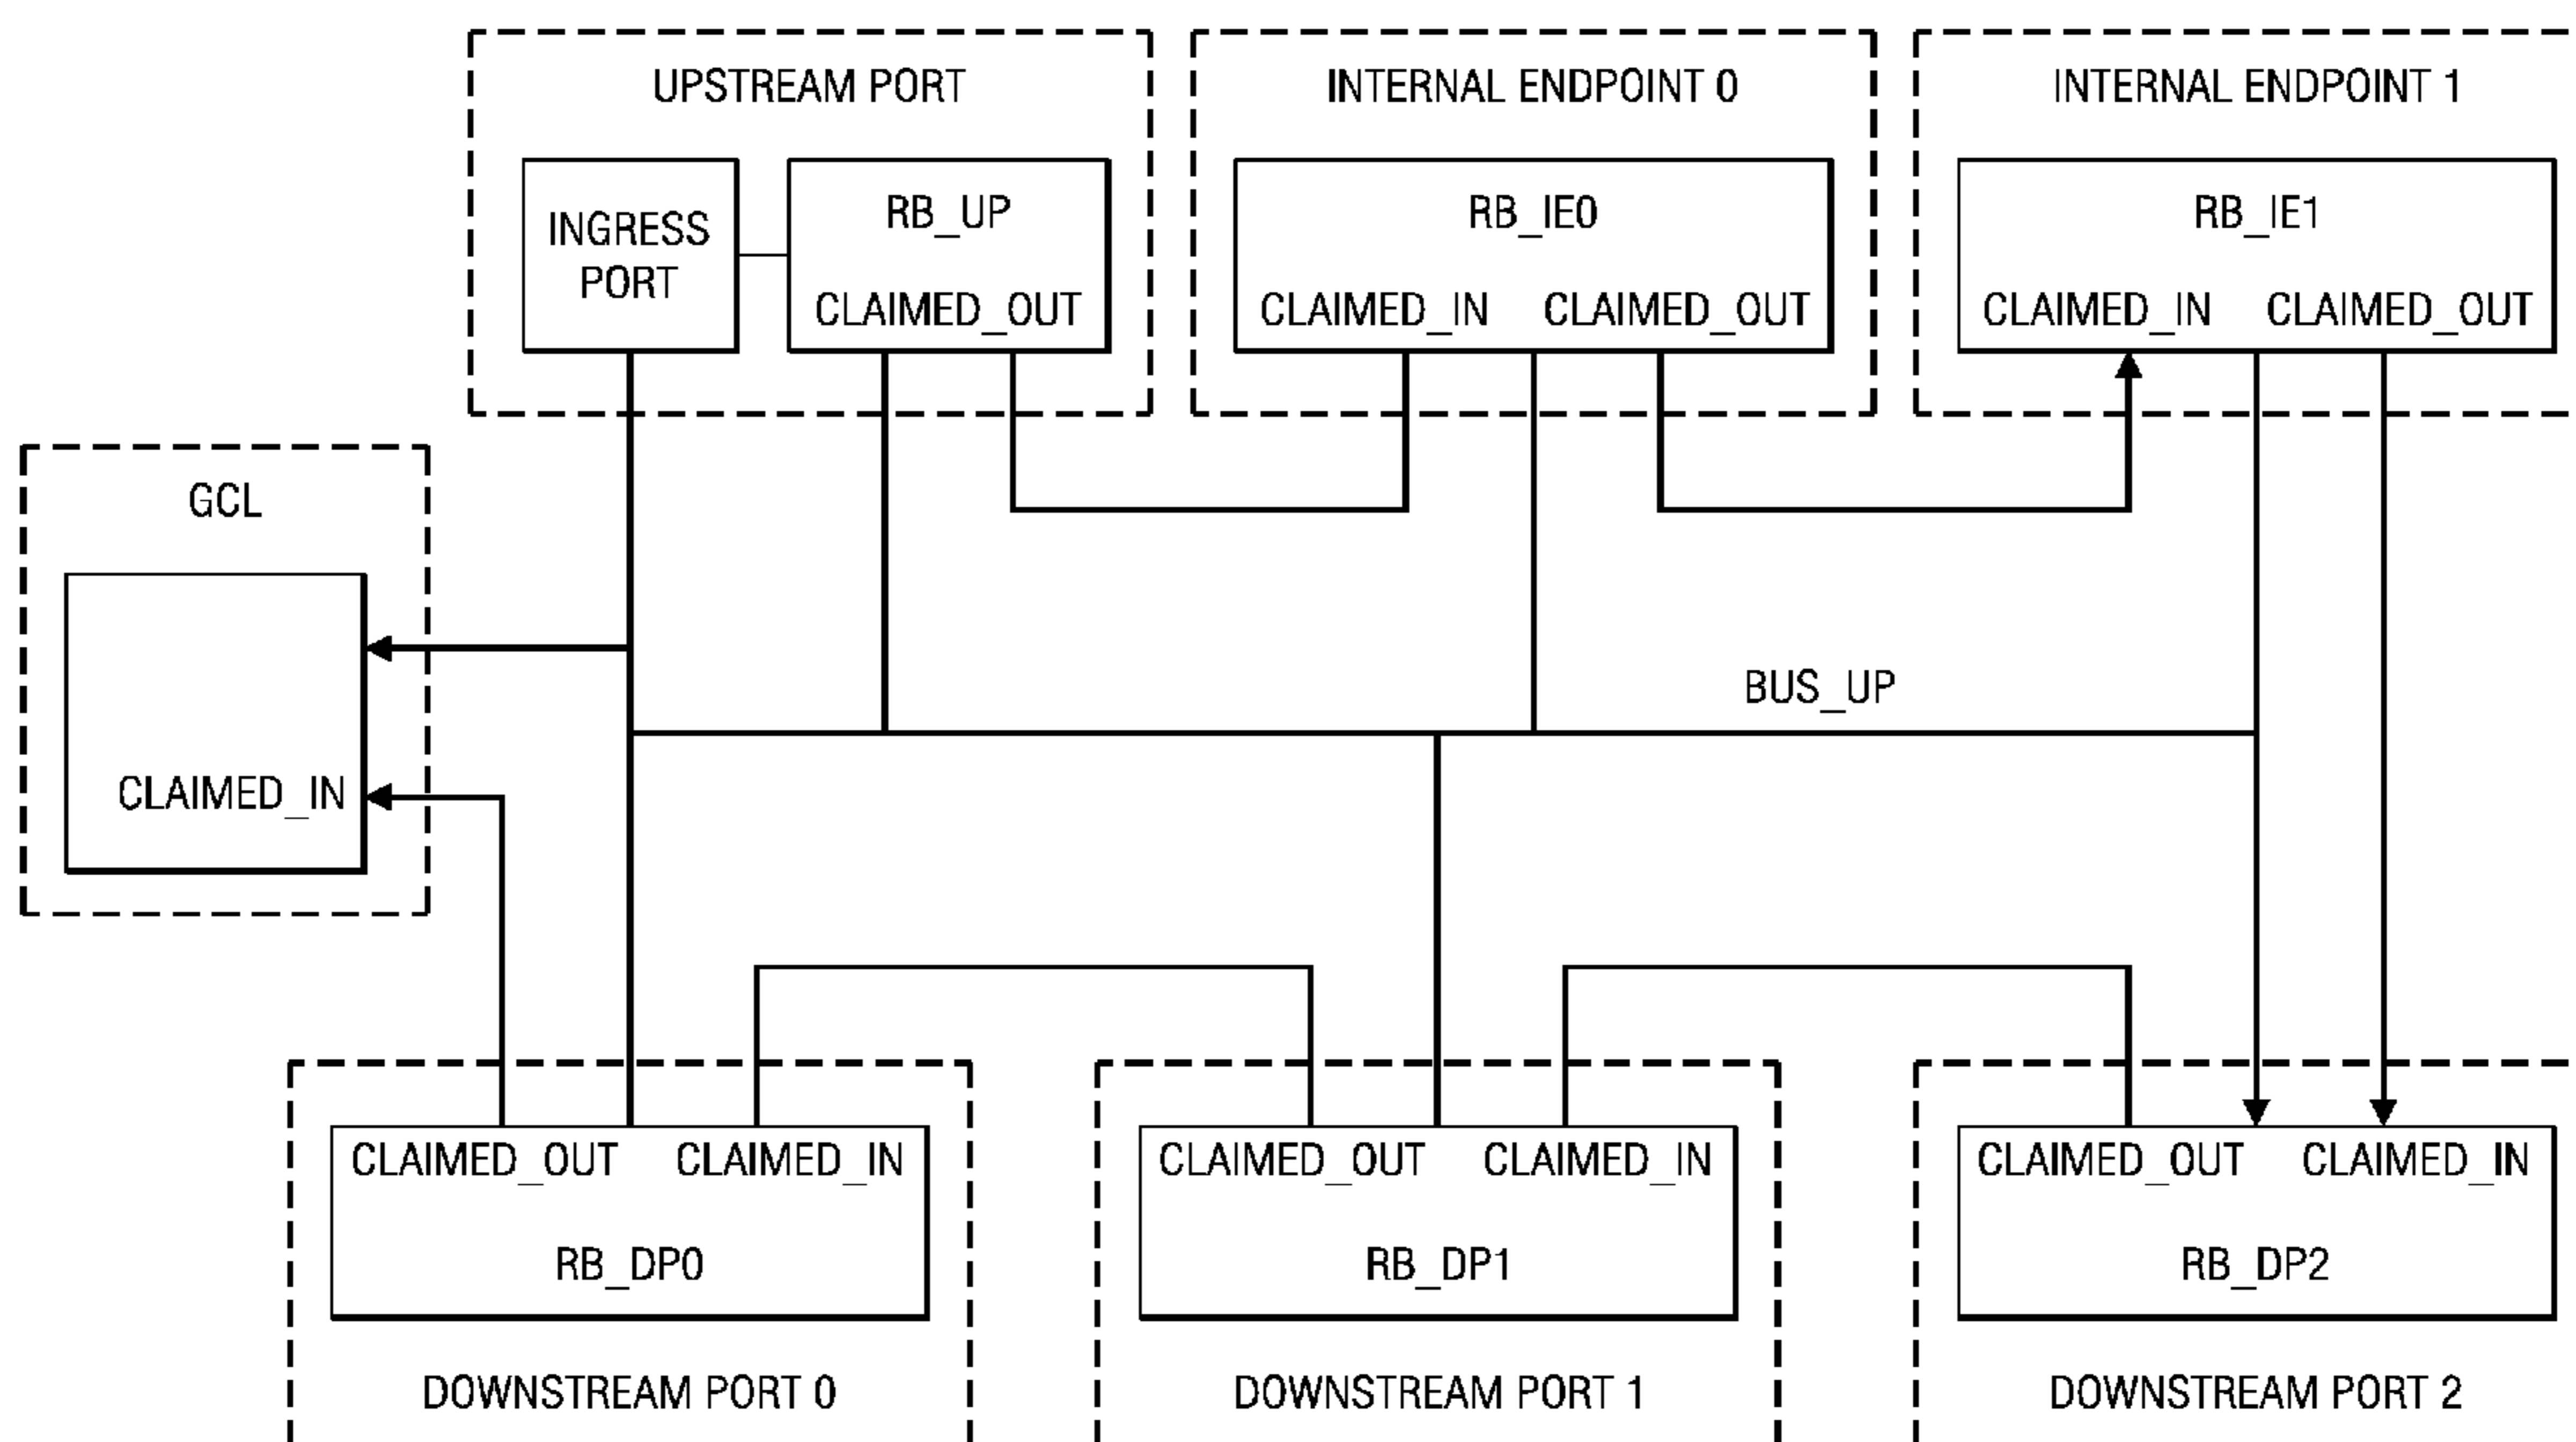 UPSTREAM PORT
INTERNAL ENDPOINT 0
INTERNAL ENDPOINT 1
INGRESS
PORT
RB_UP
CLAIMED_OUT
RB_IE0
CLAIMED_IN CLAIMED_OUT
RB_IE1
CLAIMED_IN CLAIMED_OUT
GCL
CLAIMED_IN
BUS_UP
CLAIMED_OUT CLAIMED_IN
RB_DP0
DOWNSTREAM PORT 0
CLAIMED_OUT CLAIMED_IN
RB_DP1
DOWNSTREAM PORT 1
CLAIMED_OUT CLAIMED_IN
RB_DP2
DOWNSTREAM PORT 2